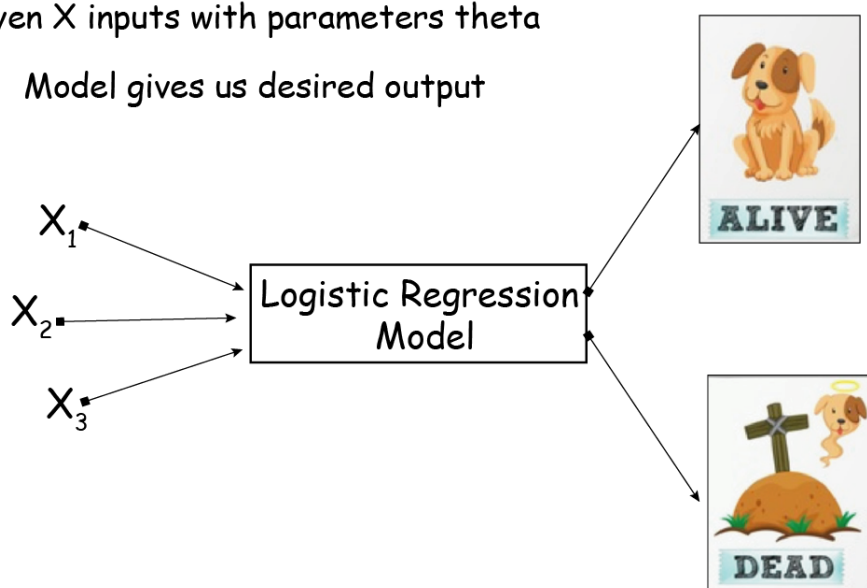 ven X inputs with parameters theta
Model gives us desired output
X1
X2
X3
Logistic Regression
Model
ALIVE
DEAD